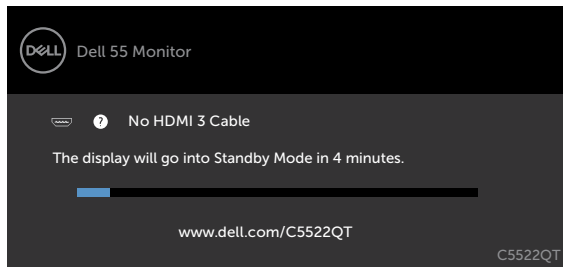 DELL Dell 55 Monitor
? No HDMI 3 Cable
The display will go into Standby Mode in 4 minutes.
www.dell.com/C5522QT
C5522QT